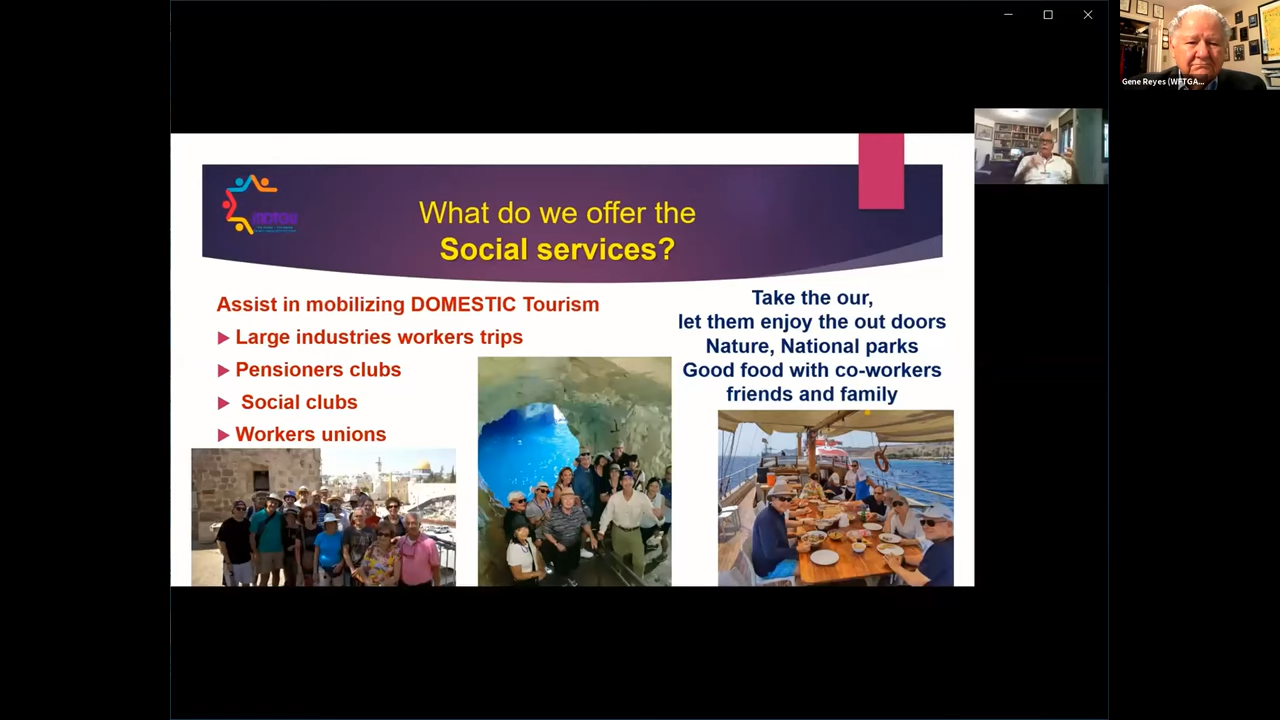 What do we offer the
Social services?
Assist in mobilizing DOMESTIC Tourism
Large industries workers trips
Pensioners clubs
Social clubs
Workers unions
Take the our,
let them enjoy the out doors
Nature, National parks
Good food with co-workers
friends and family
Gene Reyes (WFTGA...